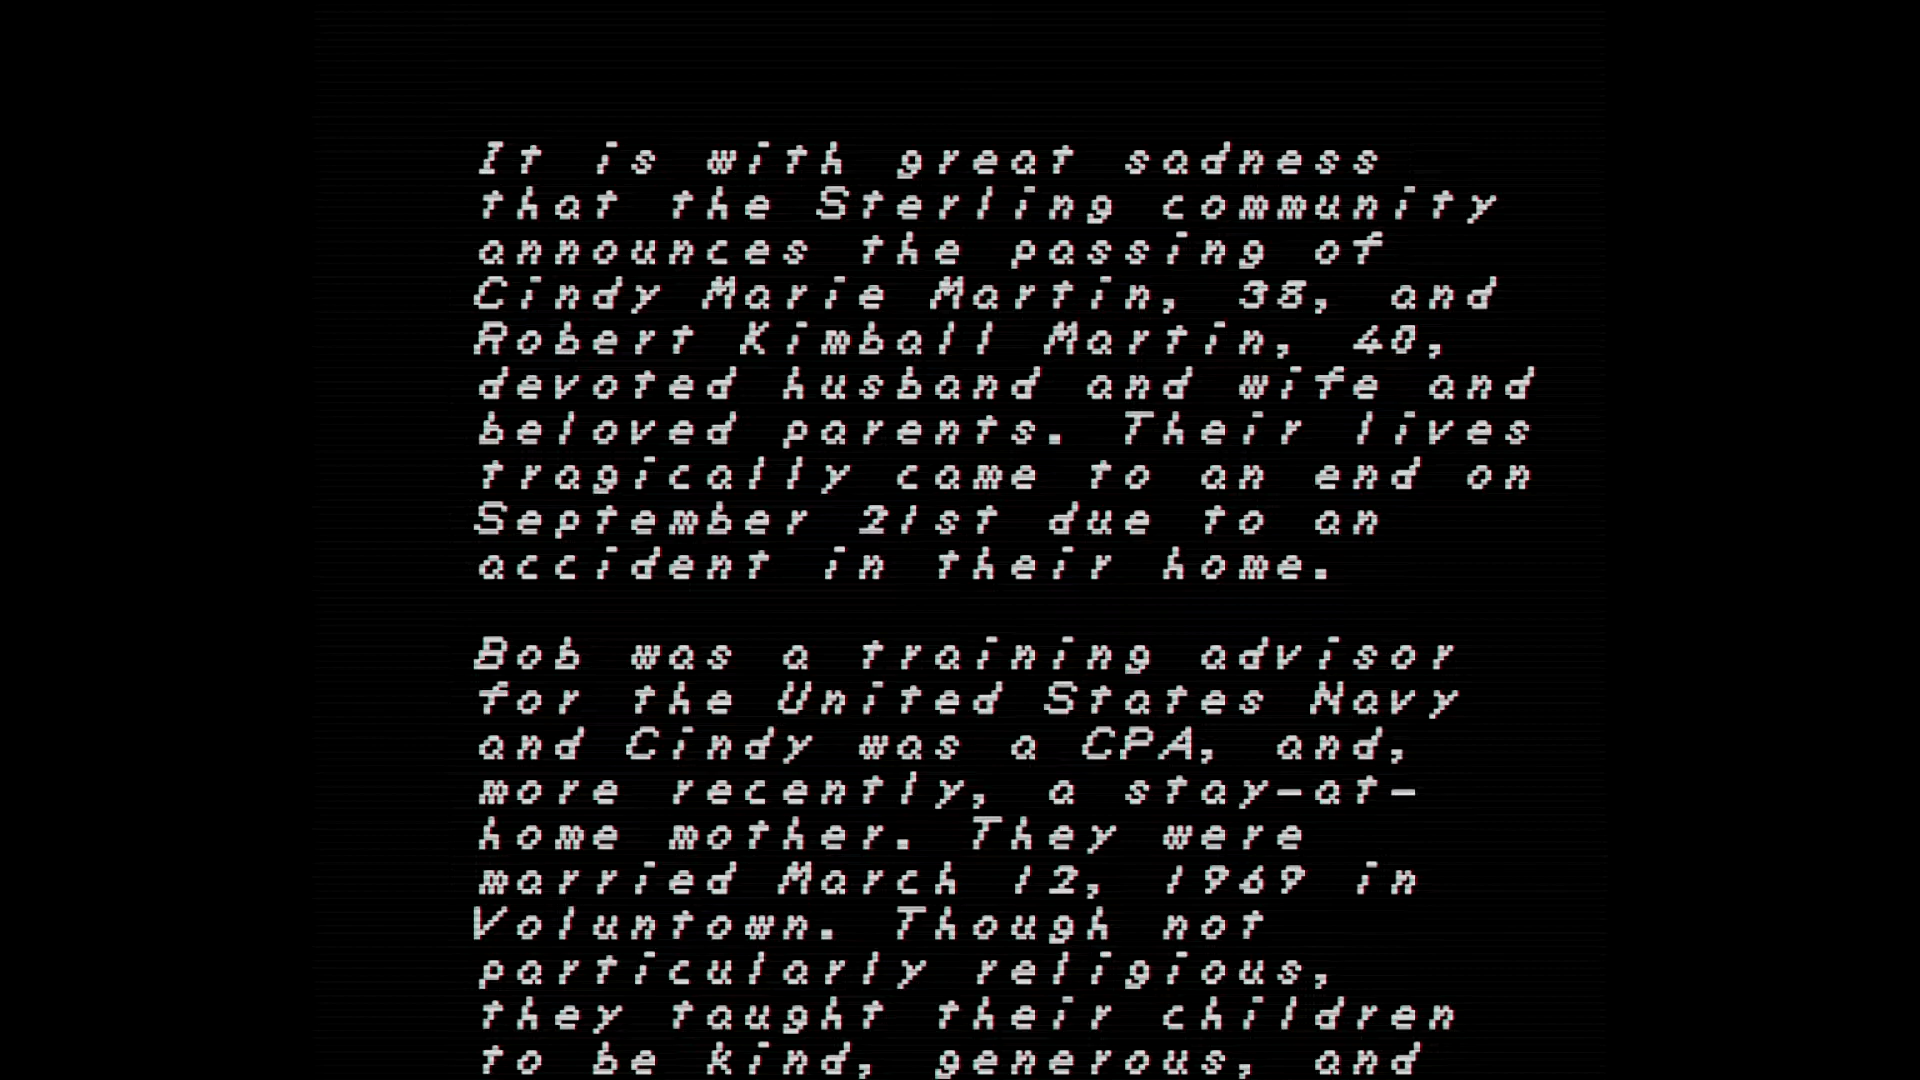 It is with great sadness
that the Sterling community
announces the passing of
Cindy Marie Martin, 38, and
Robert Kimball Martin, 40,
devoted husband and wife and
beloved parents. Their lives
tragically came to an end on
September 21st due to an
accident in their home.
Bob was a training advisor
for the United States Navy
and Cindy was a CPA, and,
more recently, a stay-at-
home mother. They were
married March 12, 1969 in
Voluntown. Though not
particularly religious,
they taught their children
to be kind, generous, and